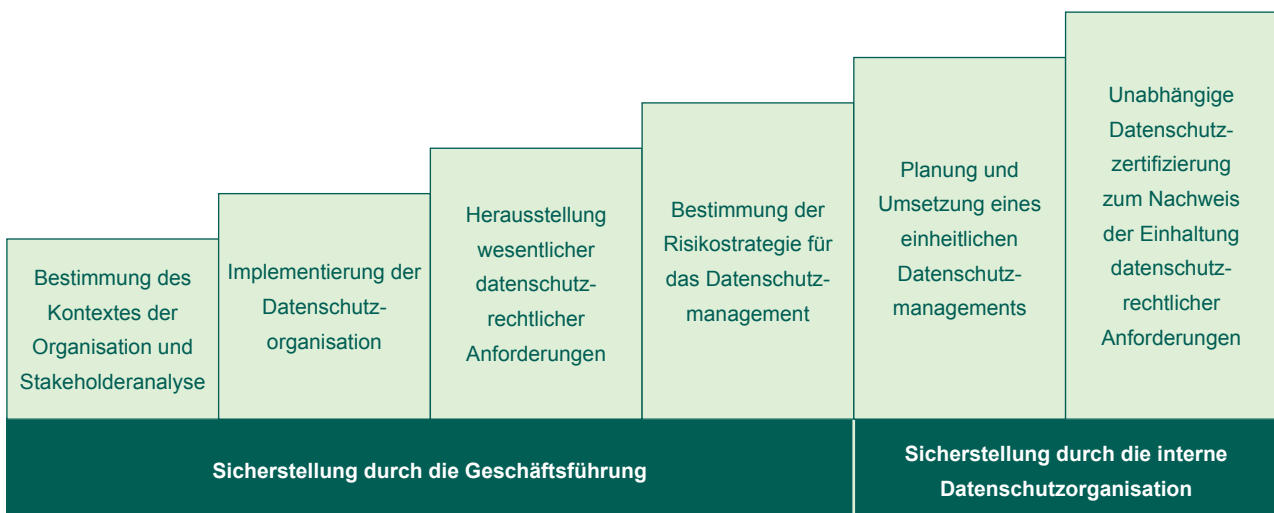 Bestimmung des
Kontextes der
Organisation und
Stakeholderanalyse
Implementierung der
Datenschutz-
organisation
Herausstellung
wesentlicher
datenschutz-
rechtlicher
Anforderungen
Bestimmung der
Risikostrategie für
das Datenschutz-
management
Planung und
Umsetzung eines
einheitlichen
Datenschutz-
managements
Unabhängige
Datenschutz-
zertifizierung
zum Nachweis
der Einhaltung
datenschutz-
rechtlicher
Anforderungen
Sicherstellung durch die Geschäftsführung
Sicherstellung durch die interne
Datenschutzorganisation